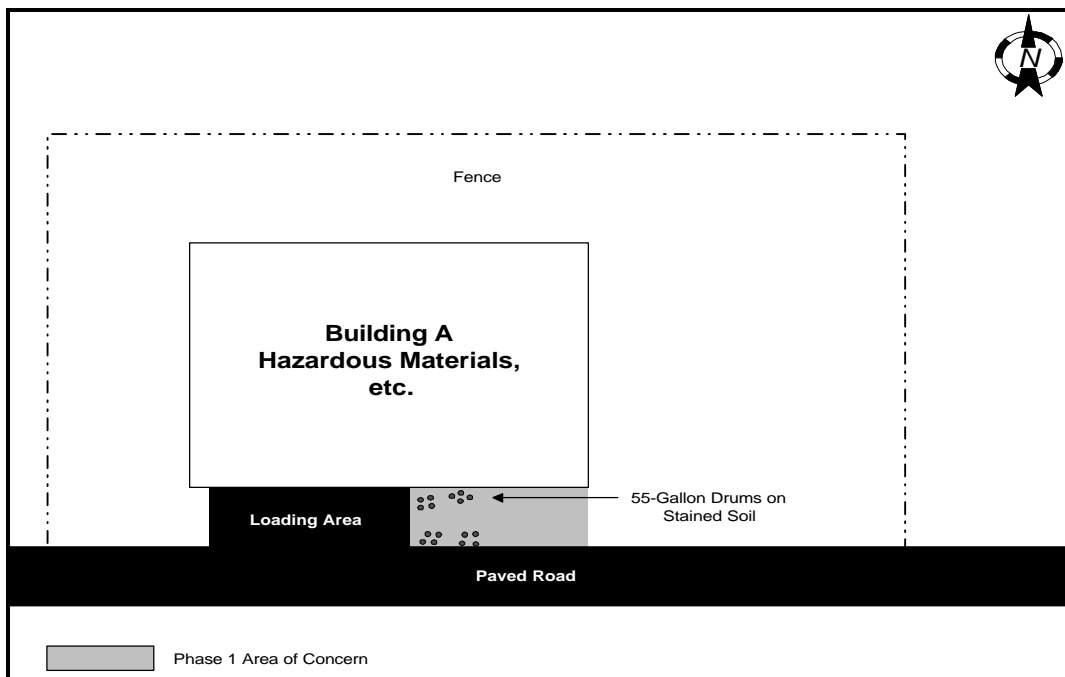 N
Fence
Building A
Hazardous Materials,
etc.
55-Gallon Drums on
Stained Soil
Loading Area
Paved Road
Phase 1 Area of Concern